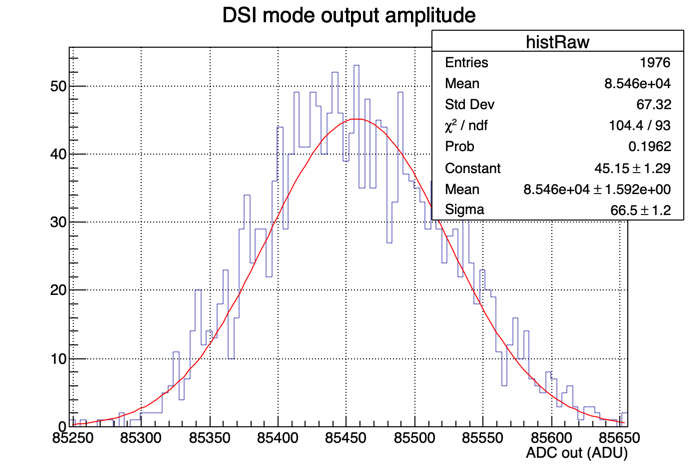 DSI mode output amplitude
histRaw
Entries 1976
Mean 8.546e+04
Std Dev 67.32
χ² / ndf 104.4 / 93
Prob 0.1962
Constant 45.15 ± 1.29
Mean 8.546e+04 ± 1.592e+00
Sigma 66.5 ± 1.2
50
40
30
20
10
0
85250 85300 85350 85400 85450 85500 85550 85600 85650
ADC out (ADU)